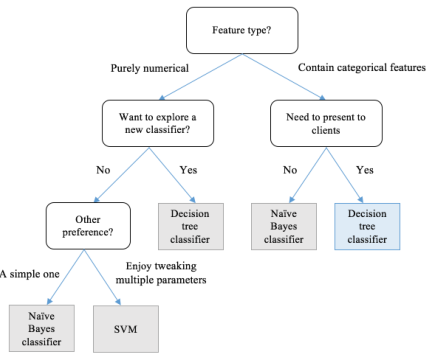 Feature type?
Purely numerical
Contain categorical features
Want to explore a
new classifier?
Need to present to
clients
No
Yes
No
Yes
Other
preference?
Decision
tree
classifier
Naïve
Bayes
classifier
Decision
tree
classifier
A simple one
Enjoy tweaking
multiple parameters
Naïve
Bayes
classifier
SVM